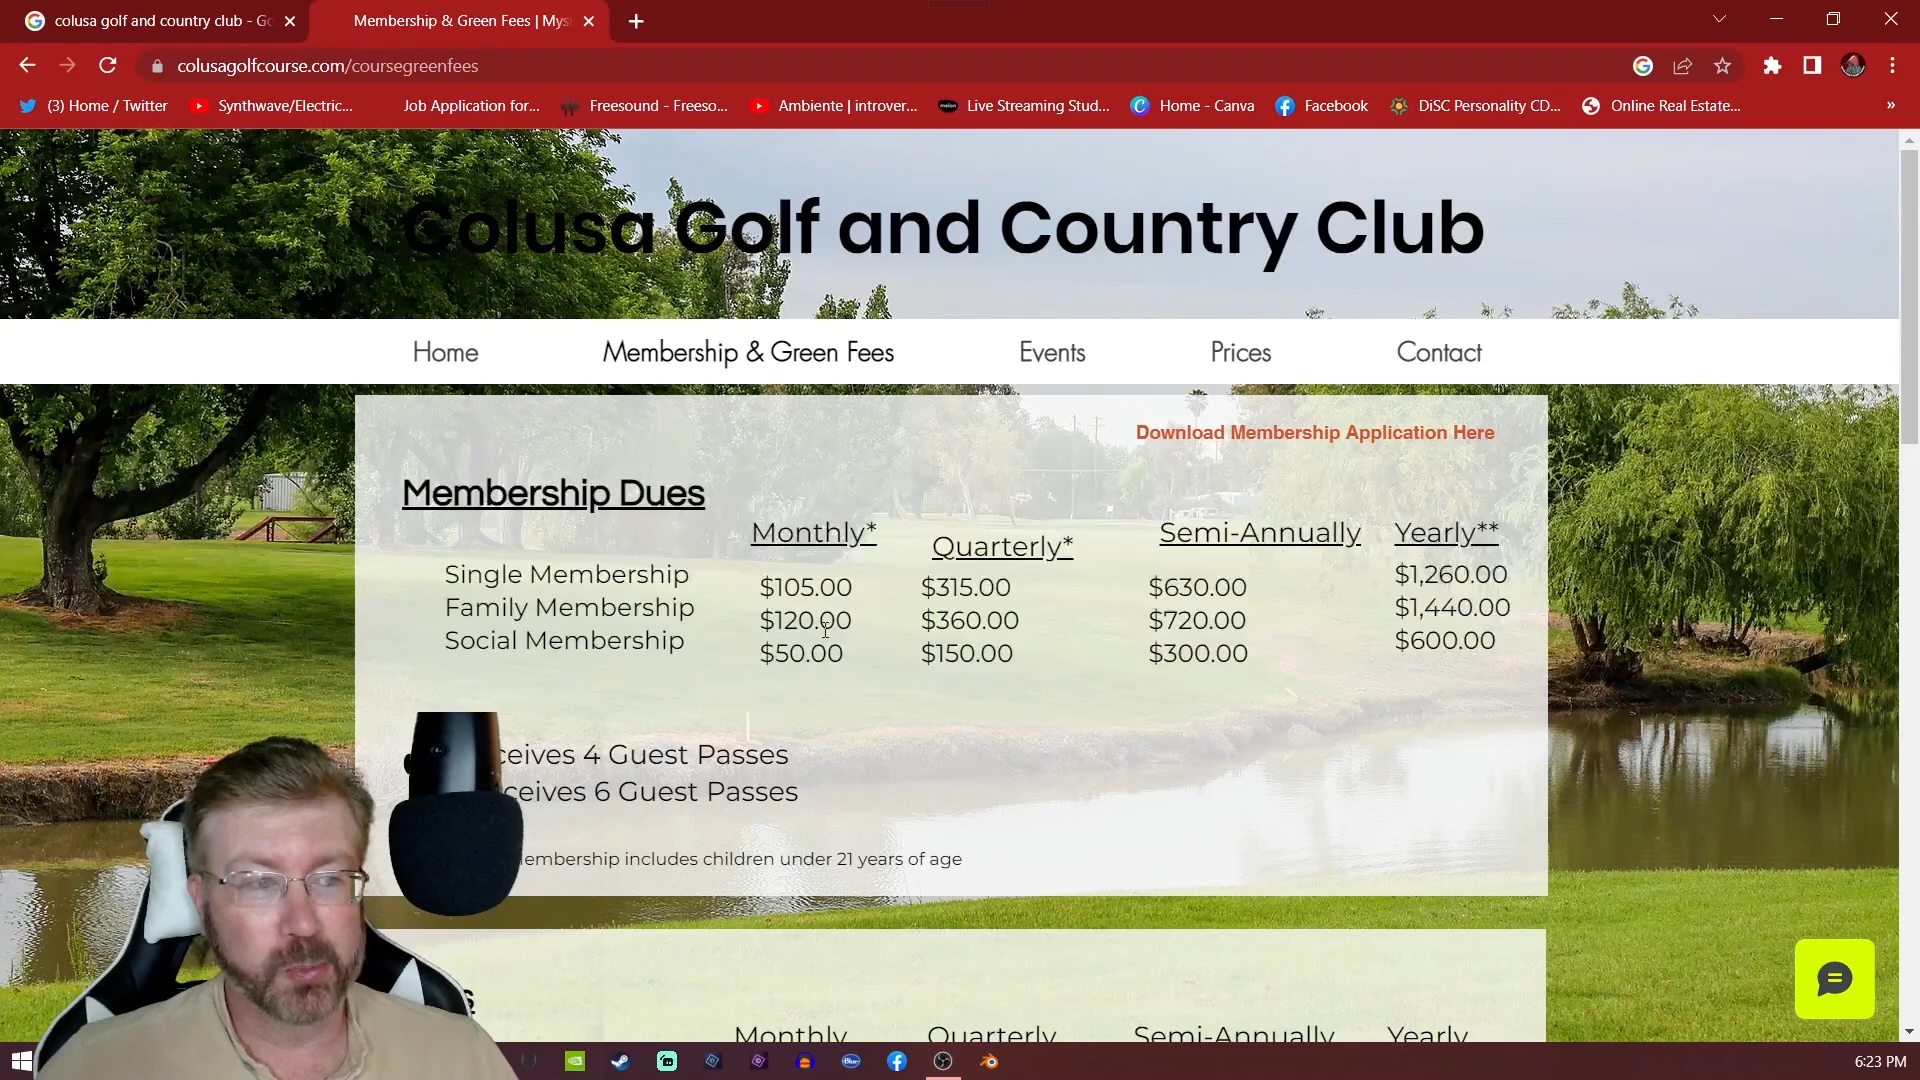 colusa golf and country club - Go
Membership & Green Fees | Mys
colusagolfcourse.com/coursegreenfees
(3) Home / Twitter
Synthwave/Electric...
Job Application for...
Freesound - Freeso...
Ambiente | introver...
Live Streaming Stud...
Home - Canva
Facebook
DiSC Personality CD...
Online Real Estate...
Colusa Golf and Country Club
Home
Membership & Green Fees
Events
Prices
Contact
Download Membership Application Here
Membership Dues
Monthly*
Quarterly*
Semi-Annually
Yearly**
Single Membership $105.00 $315.00 $630.00 $1,260.00
Family Membership $120.00 $360.00 $720.00 $1,440.00
Social Membership $50.00 $150.00 $300.00 $600.00
ceives 4 Guest Passes
ceives 6 Guest Passes
embership includes children under 21 years of age
Monthly
Quarterly
Semi-Annually
Yearly
6:23 PM